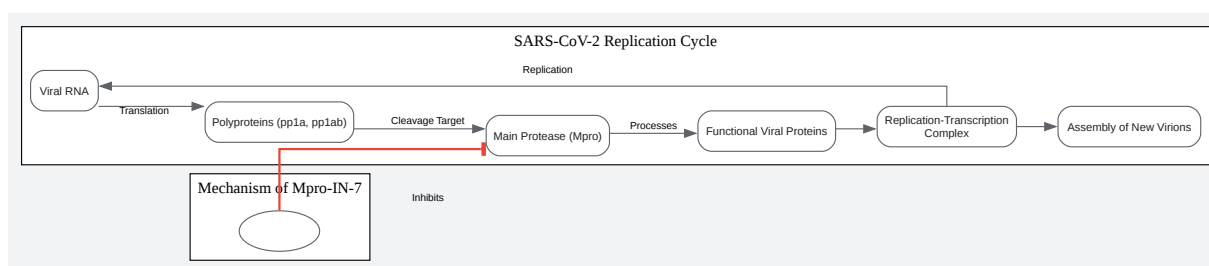 SARS-CoV-2 Replication Cycle
Replication
Viral RNA
Translation
Polyproteins (pp1a, pp1ab)
Cleavage Target
Main Protease (Mpro)
Processes
Functional Viral Proteins
Replication-Transcription
Complex
Assembly of New Virions
Mechanism of Mpro-IN-7
Inhibits